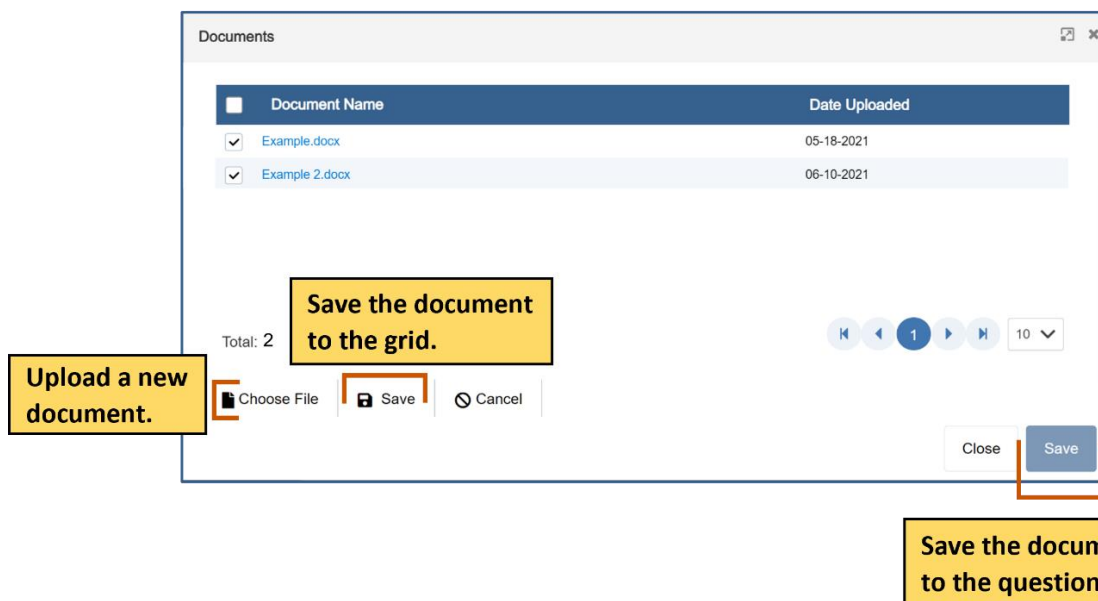 Documents
Document Name Date Uploaded
Example.docx 05-18-2021
Example 2.docx 06-10-2021
Save the document
to the grid.
Total: 2
1 10
Upload a new
document.
Choose File Save Cancel
Close Save
Save the
to the question